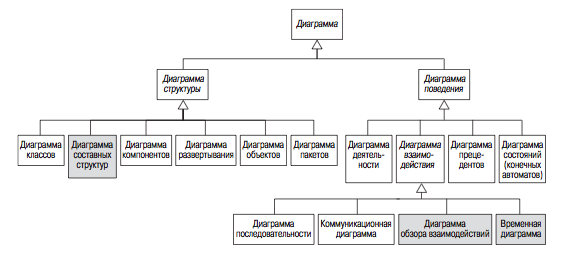 Диаграмма
Диаграмма
структуры
Диаграмма
поведения
Диаграмма
классов
Диаграмма
составных
структур
Диаграмма
компонентов
Диаграмма
развертывания
Диаграмма
объектов
Диаграмма
пакетов
Диаграмма
деятель-
ности
Диаграмма
взаимо-
действия
Диаграмма
преце-
дентов
Диаграмма
состояний
(конечных
автоматов)
Диаграмма
последовательности
Коммуникационная
диаграмма
Диаграмма
обзора взаимодействий
Временная
диаграмма